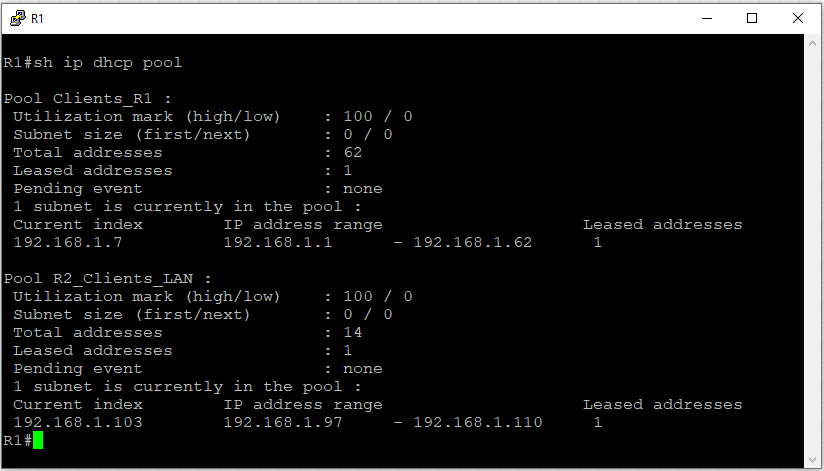 R1
R1#sh ip dhcp pool
Pool Clients_R1 :
Utilization mark (high/low)    : 100 / 0
Subnet size (first/next)       : 0 / 0
Total addresses                : 62
Leased addresses               : 1
Pending event                  : none
1 subnet is currently in the pool :
Current index        IP address range                    Leased addresses
192.168.1.7          192.168.1.1      - 192.168.1.62      1
Pool R2_Clients_LAN :
Utilization mark (high/low)    : 100 / 0
Subnet size (first/next)       : 0 / 0
Total addresses                : 14
Leased addresses               : 1
Pending event                  : none
1 subnet is currently in the pool :
Current index        IP address range                    Leased addresses
192.168.1.103        192.168.1.97     - 192.168.1.110     1
R1#